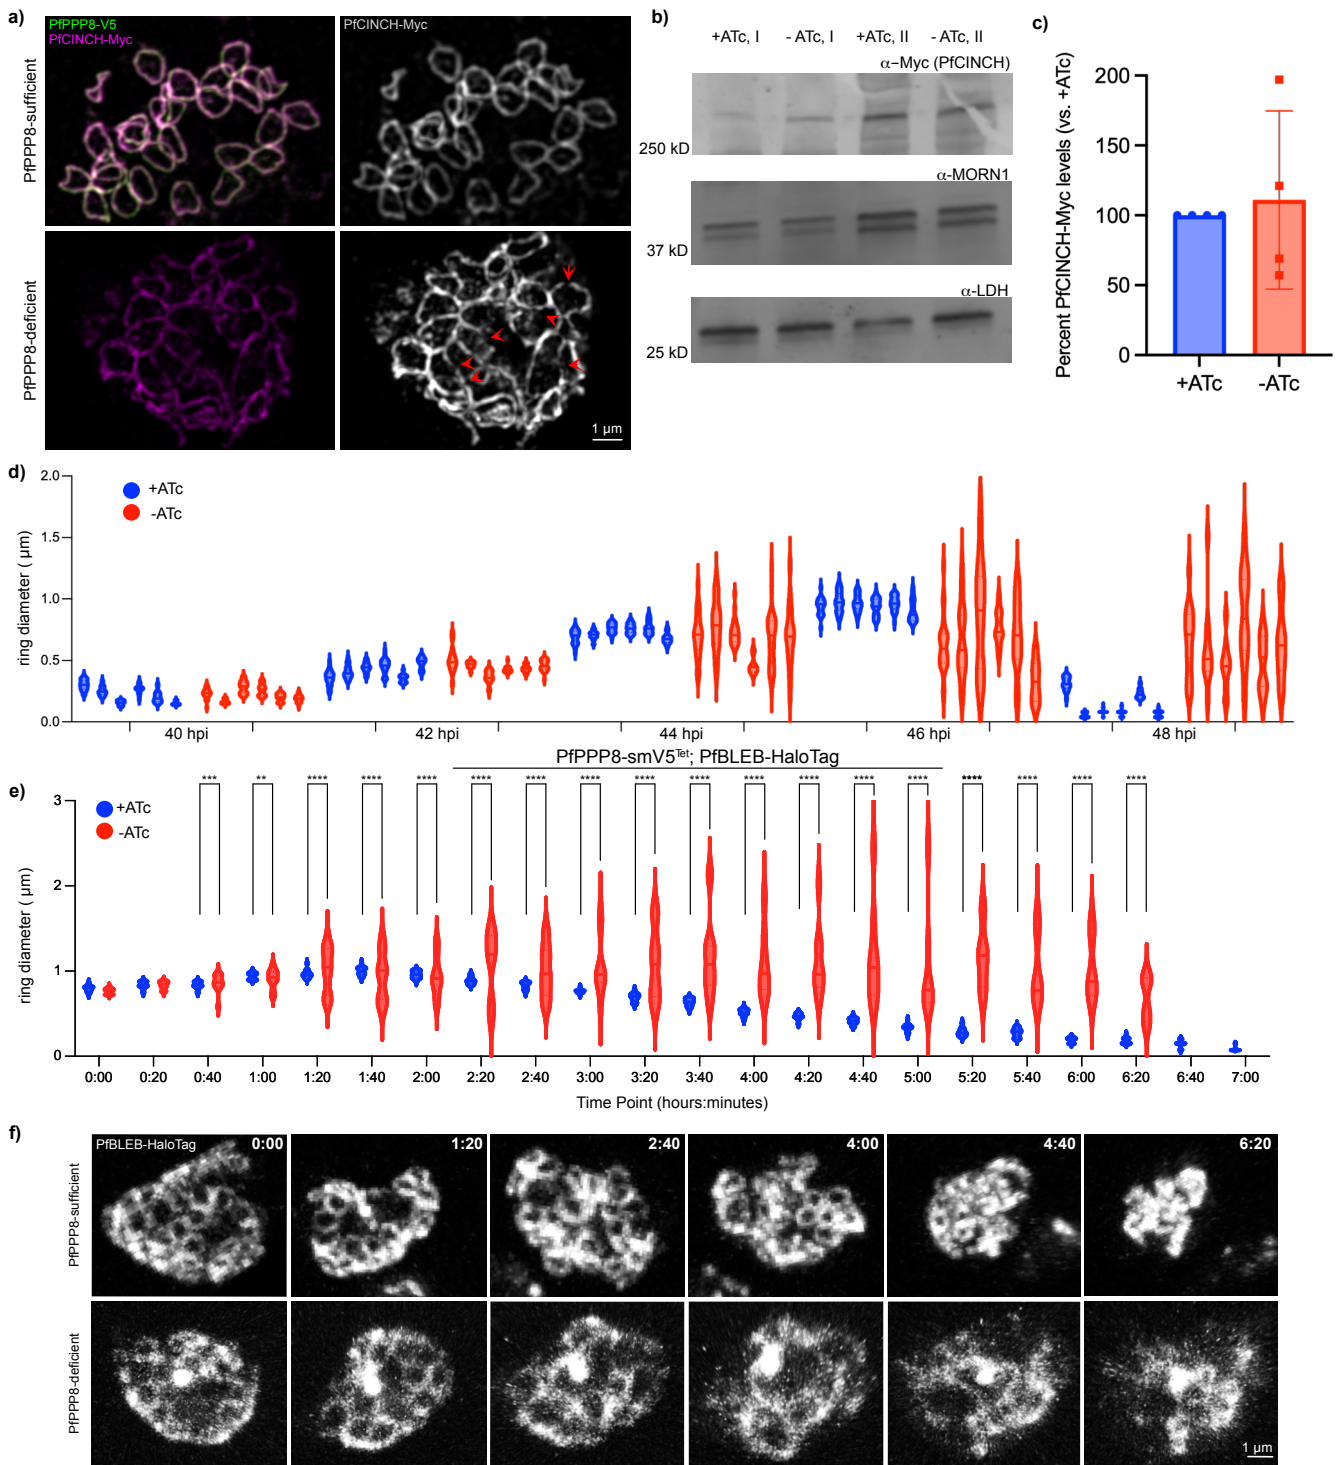 a)
PfPPP8-V5
PfCINCH-Myc
PfCINCH-Myc
PfPPP8-sufficient
PfPPP8-deficient
1 µm
b)
+ATc, I
- ATc, I
+ATc, II
- ATc, II
α–Myc (PfCINCH)
250 kD
α-MORN1
37 kD
α-LDH
25 kD
c)
Percent PfCINCH-Myc levels (vs. +ATc)
200
150
100
50
0
+ATc
-ATc
d)
ring diameter ( µm)
2.0
1.5
1.0
0.5
0.0
+ATc
-ATc
40 hpi
42 hpi
44 hpi
46 hpi
48 hpi
PfPPP8-smV5ᵀᵉᵗ; PfBLEB-HaloTag
e)
*** ** **** **** **** **** **** **** **** **** **** **** **** **** **** **** **** ****
ring diameter ( µm)
3
2
1
0
+ATc
-ATc
0:00 0:20 0:40 1:00 1:20 1:40 2:00 2:20 2:40 3:00 3:20 3:40 4:00 4:20 4:40 5:00 5:20 5:40 6:00 6:20 6:40 7:00
Time Point (hours:minutes)
f)
PfBLEB-HaloTag
0:00
1:20
2:40
4:00
4:40
6:20
PfPPP8-sufficient
PfPPP8-deficient
1 µm